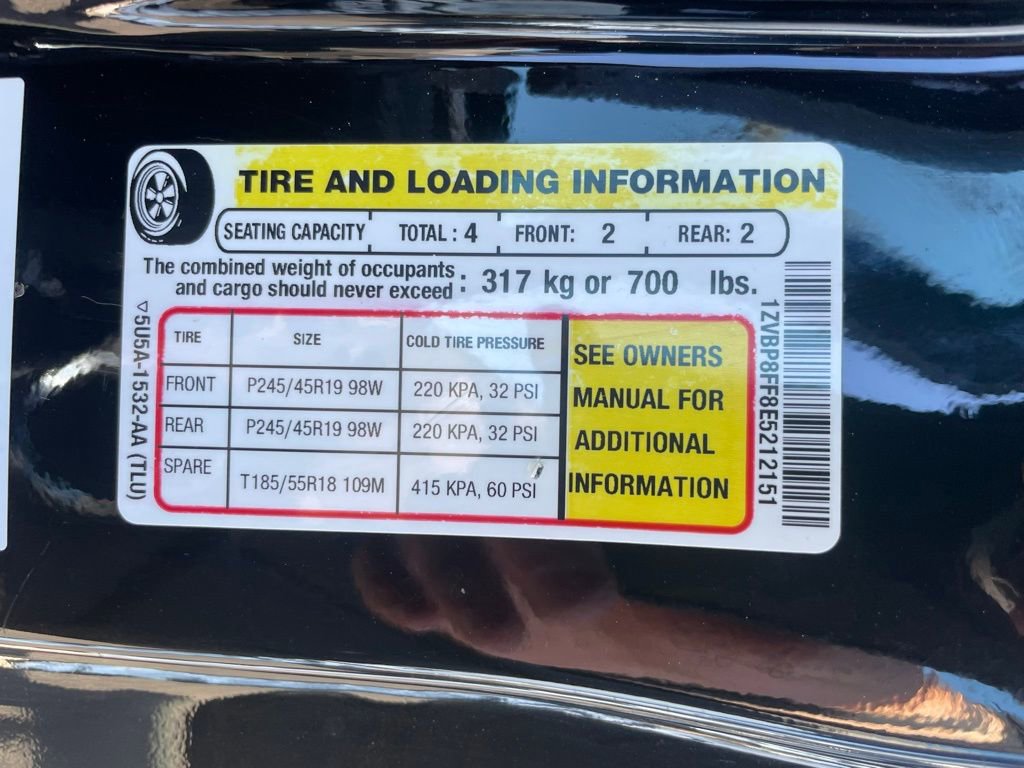 TIRE AND LOADING INFORMATION
SEATING CAPACITY TOTAL : 4 FRONT: 2 REAR: 2
The combined weight of occupants
and cargo should never exceed : 317 kg or 700 lbs.
TIRE SIZE COLD TIRE PRESSURE
FRONT P245/45R19 98W 220 KPA, 32 PSI
REAR P245/45R19 98W 220 KPA, 32 PSI
SPARE T185/55R18 109M 415 KPA, 60 PSI
SEE OWNERS
MANUAL FOR
ADDITIONAL
INFORMATION
5U5A-1532-AA (TLU)
1ZVBP8FF8E5212151